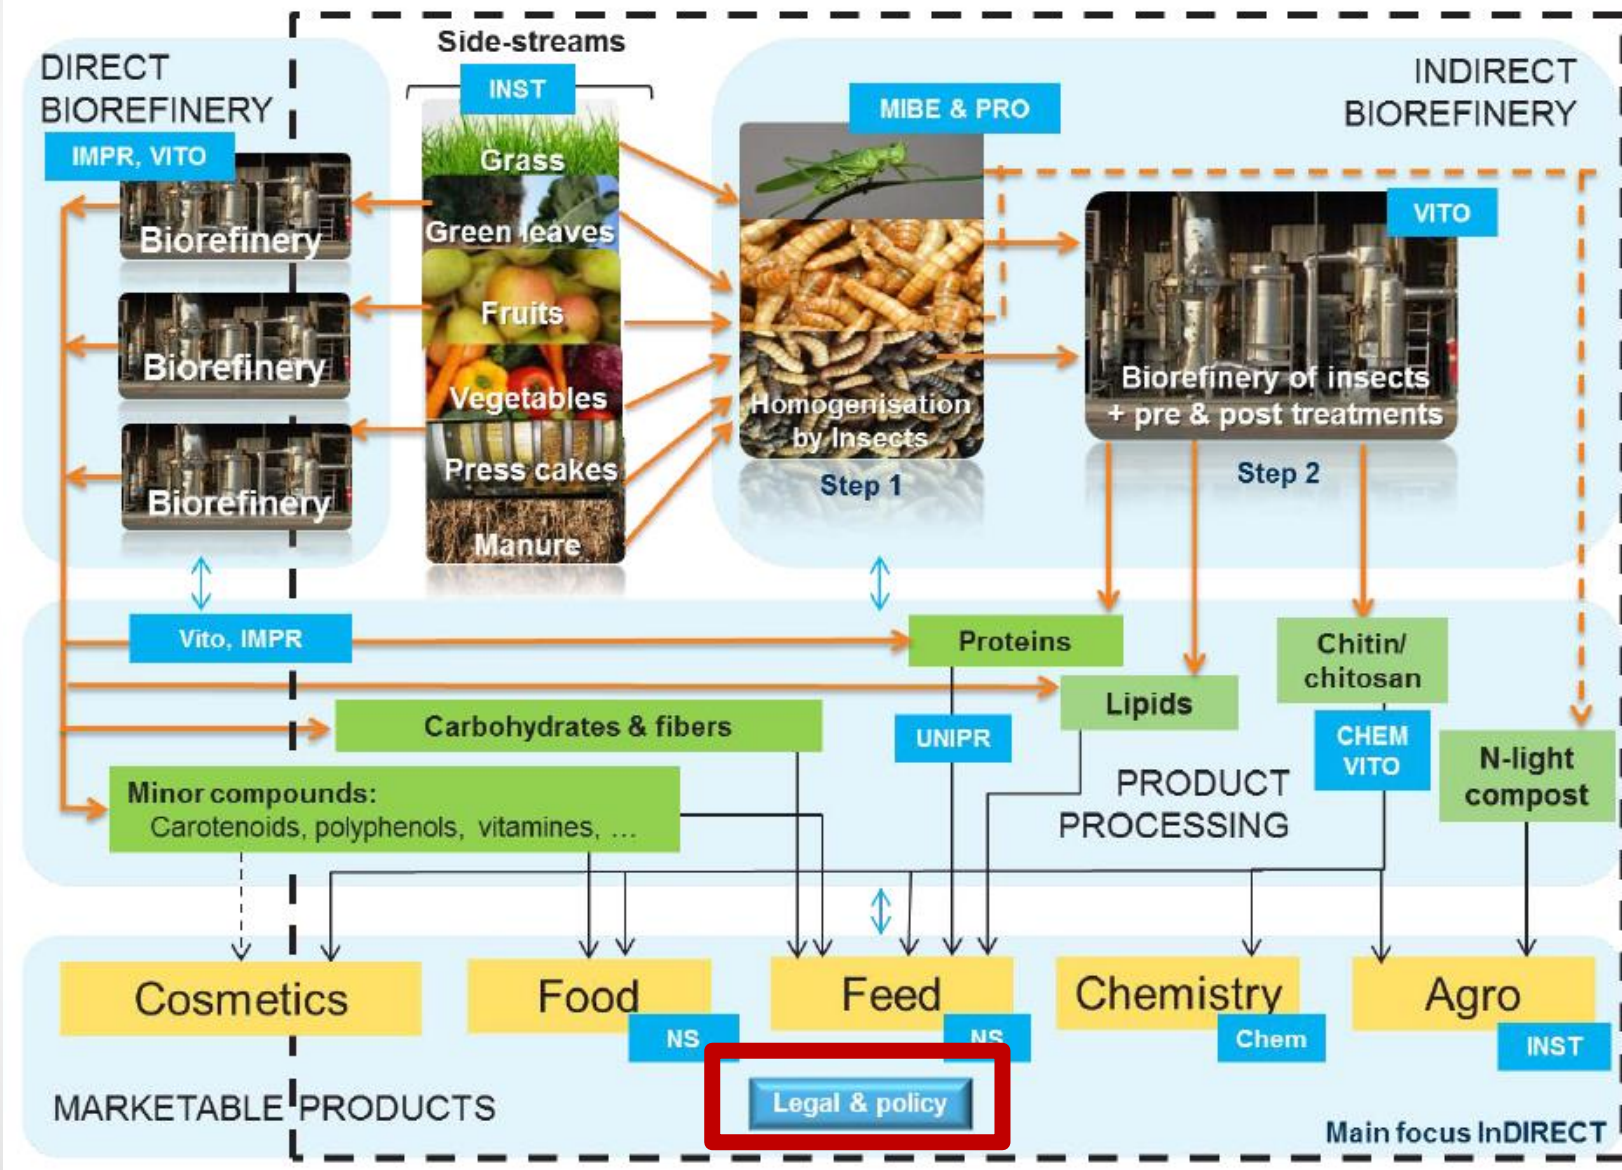 Side-streams
DIRECT
BIOREFINERY
INDIRECT
BIOREFINERY
INST
MIBE & PRO
IMPR, VITO
VITO
Grass
Green leaves
Fruits
Vegetables
Press cakes
Manure
Biorefinery
Biorefinery
Biorefinery
Homogenisation
by Insects
Step 1
Biorefinery of insects
+ pre & post treatments
Step 2
Vito, IMPR
Proteins
Chitin/
chitosan
Lipids
Carbohydrates & fibers
UNIPR
CHEM
VITO
N-light
compost
Minor compounds:
Carotenoids, polyphenols, vitamines, ...
PRODUCT
PROCESSING
Cosmetics
Food
Feed
Chemistry
Agro
NS
NS
Chem
INST
MARKETABLE PRODUCTS
Legal & policy
Main focus InDIRECT